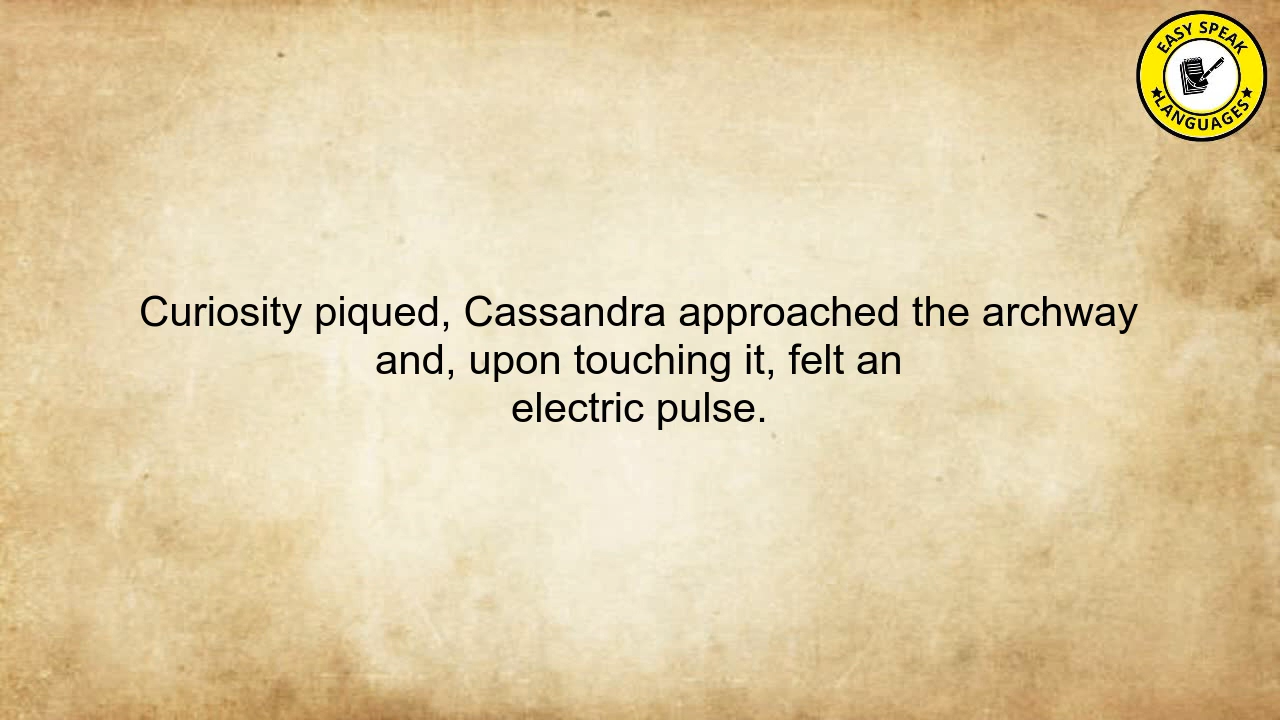 EASY SPEAK
LANGUAGES
Curiosity piqued, Cassandra approached the archway
and, upon touching it, felt an
electric pulse.